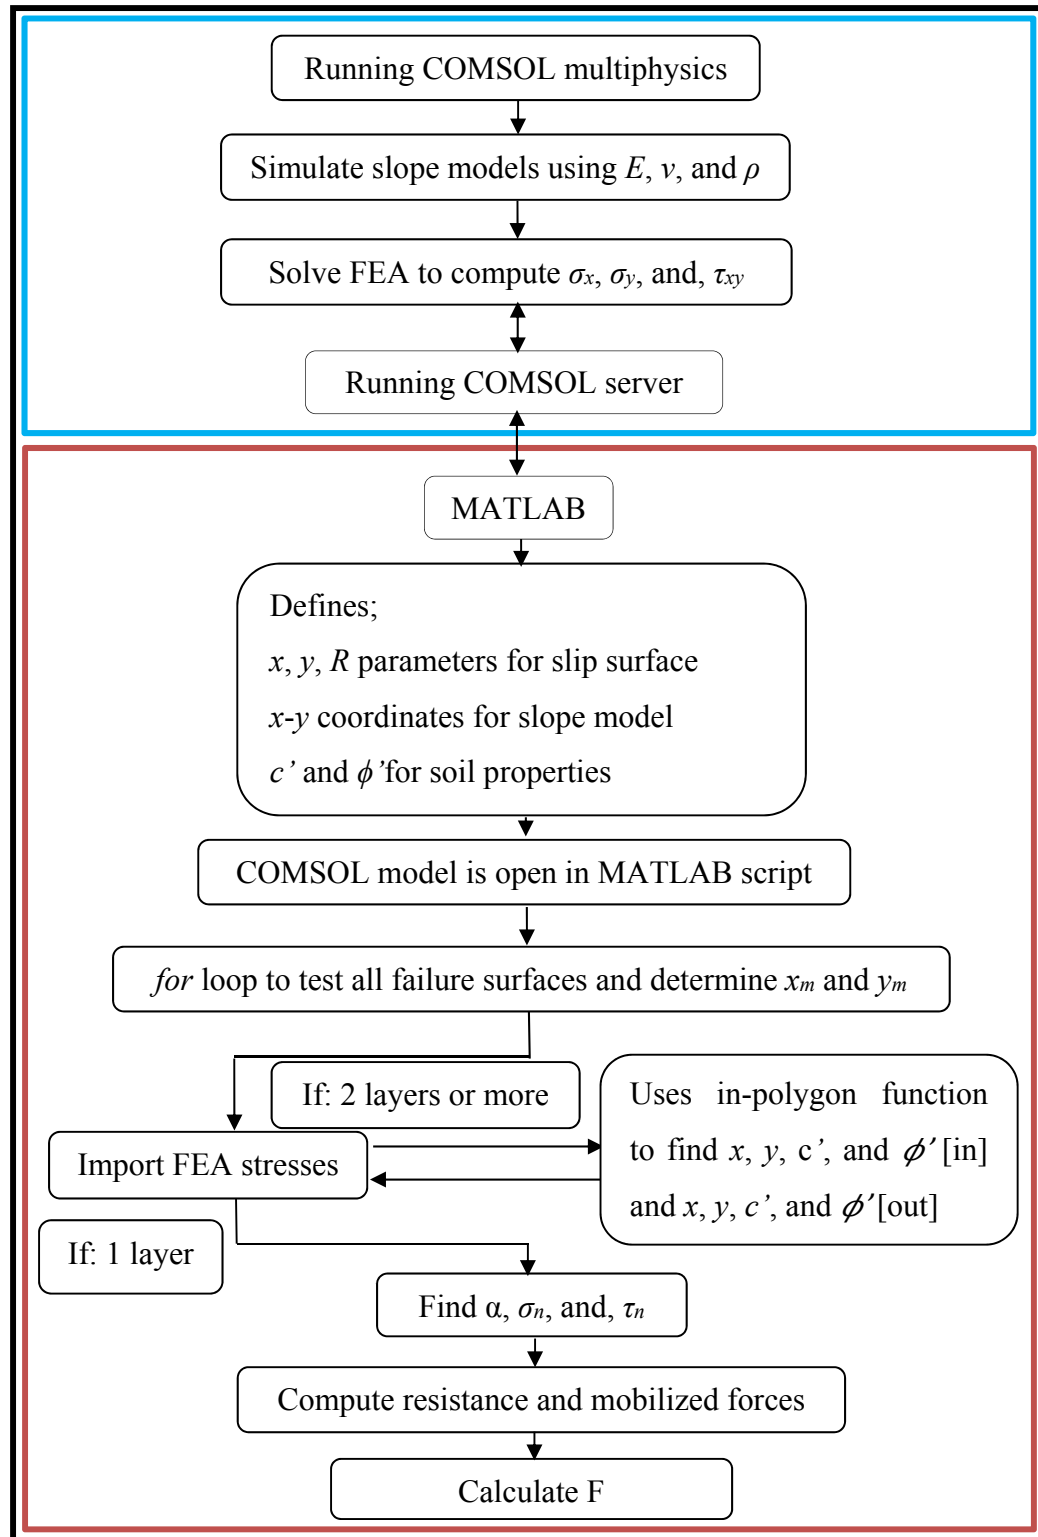 Running COMSOL multiphysics
Simulate slope models using E, v, and ρ
Solve FEA to compute σx, σy, and, τxy
Running COMSOL server
MATLAB
Defines;
x, y, R parameters for slip surface
x-y coordinates for slope model
c’ and ϕ’for soil properties
COMSOL model is open in MATLAB script
for loop to test all failure surfaces and determine xm and ym
If: 2 layers or more
Uses in-polygon function
to find x, y, c’, and ϕ’[in]
and x, y, c’, and ϕ’[out]
Import FEA stresses
If: 1 layer
Find α, σn, and, τn
Compute resistance and mobilized forces
Calculate F